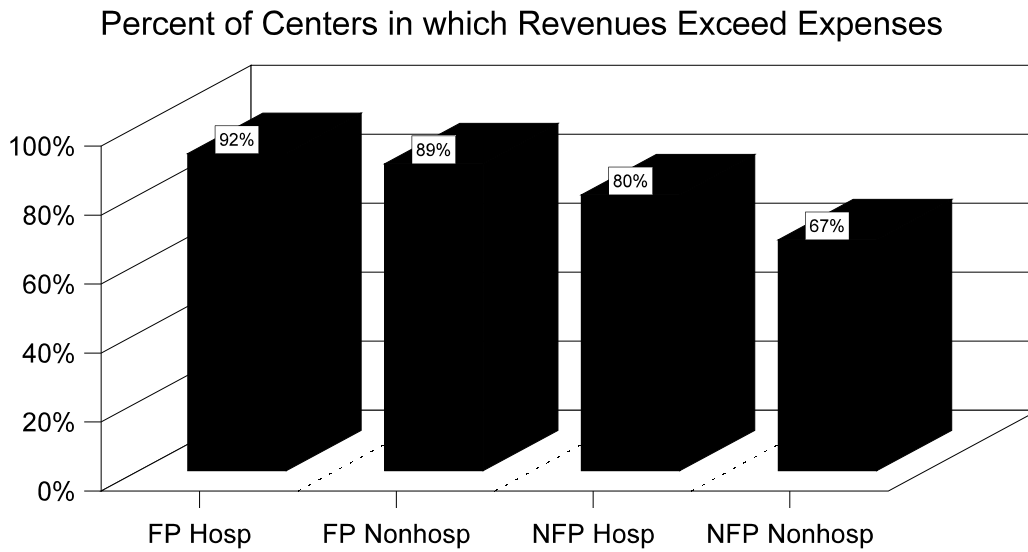 Percent of Centers in which Revenues Exceed Expenses
100%
80%
60%
40%
20%
0%
92%
89%
80%
67%
FP Hosp
FP Nonhosp
NFP Hosp
NFP Nonhosp